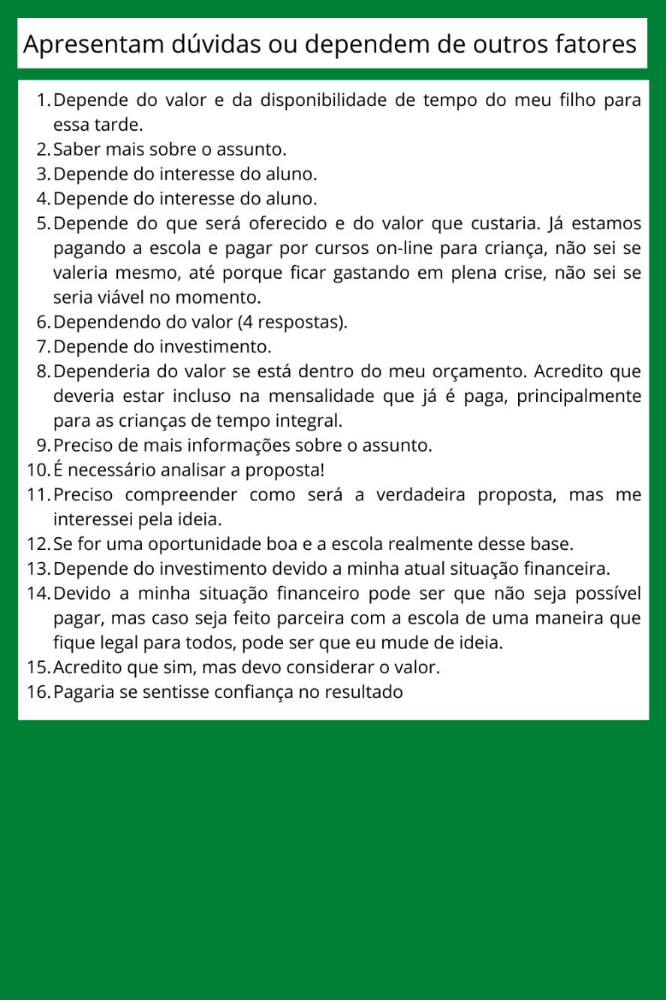 Apresentam dúvidas ou dependem de outros fatores
1. Depende do valor e da disponibilidade de tempo do meu filho para
essa tarde.
2. Saber mais sobre o assunto.
3. Depende do interesse do aluno.
4. Depende do interesse do aluno.
5. Depende do que será oferecido e do valor que custaria. Já estamos
pagando a escola e pagar por cursos on-line para criança, não sei se
valeria mesmo, até porque ficar gastando em plena crise, não sei se
seria viável no momento.
6. Dependendo do valor (4 respostas).
7. Depende do investimento.
8. Dependeria do valor se está dentro do meu orçamento. Acredito que
deveria estar incluso na mensalidade que já é paga, principalmente
para as crianças de tempo integral.
9. Preciso de mais informações sobre o assunto.
10. É necessário analisar a proposta!
11. Preciso compreender como será a verdadeira proposta, mas me
interessei pela ideia.
12. Se for uma oportunidade boa e a escola realmente desse base.
13. Depende do investimento devido a minha atual situação financeira.
14. Devido a minha situação financeiro pode ser que não seja possível
pagar, mas caso seja feito parceira com a escola de uma maneira que
fique legal para todos, pode ser que eu mude de ideia.
15. Acredito que sim, mas devo considerar o valor.
16. Pagaria se sentisse confiança no resultado